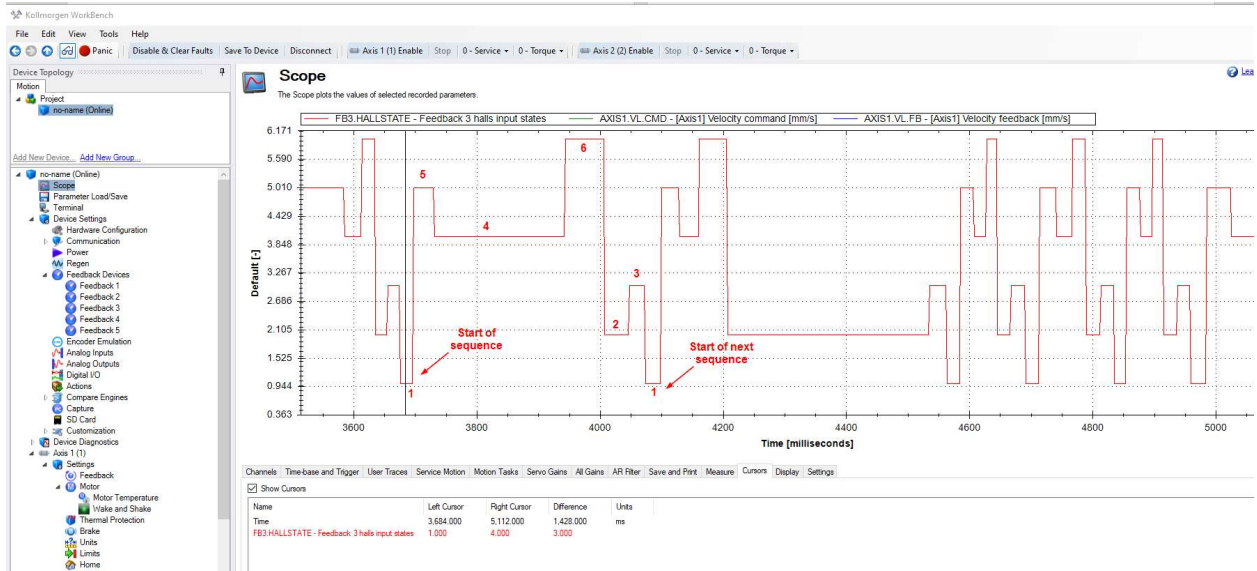 Kollmorgen WorkBench
File Edit View Tools Help
Panic Disable & Clear Faults Save To Device Disconnect Axis 1 (1) Enable Stop 0 - Service 0 - Torque Axis 2 (2) Enable Stop 0 - Service 0 - Torque
Device Topology
Motion
Project
no-name (Online)
Add New Device... Add New Group...
no-name (Online)
Scope
Parameter Load/Save
Terminal
Device Settings
Hardware Configuration
Communication
Power
Regen
Feedback Devices
Feedback 1
Feedback 2
Feedback 3
Feedback 4
Feedback 5
Encoder Emulation
Analog Inputs
Analog Outputs
Digital I/O
Actions
Compare Engines
Capture
SD Card
Customization
Device Diagnostics
Axis 1 (1)
Settings
Feedback
Motor
Motor Temperature
Wake and Shake
Thermal Protection
Brake
Units
Limits
Home
Scope
Lea
The Scope plots the values of selected recorded parameters.
FB3.HALLSTATE - Feedback 3 halls input states AXIS1.VL.CMD - [Axis1] Velocity command [mm/s] AXIS1.VL.FB - [Axis1] Velocity feedback [mm/s]
6.171
5.590
5.010
4.429
3.848
3.267
2.686
2.105
1.525
0.944
0.363
Default [-]
5
4
6
3
2
Start of
sequence
1
Start of next
sequence
1
3600 3800 4000 4200 4400 4600 4800 5000
Time [milliseconds]
Channels Time-base and Trigger User Traces Service Motion Motion Tasks Servo Gains All Gains AR Filter Save and Print Measure Cursors Display Settings
Show Cursors
Name Left Cursor Right Cursor Difference Units
Time 3,684.000 5,112.000 1,428.000 ms
FB3.HALLSTATE - Feedback 3 halls input states 1.000 4.000 3.000